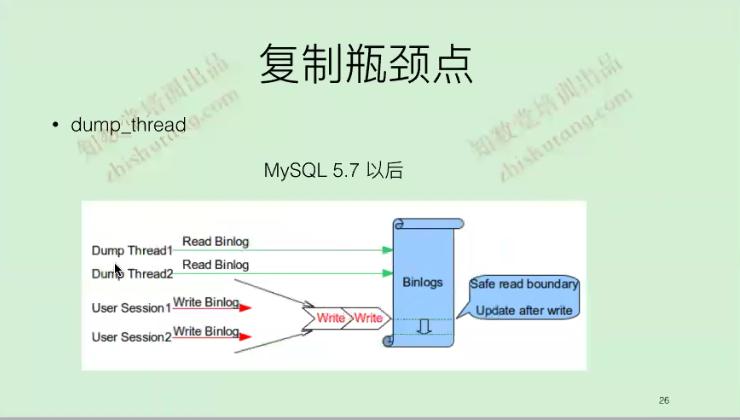 复制瓶颈点
知数堂培训出品
zhishutang.com
知数堂培训出品
zhishutang.com
• dump_thread
MySQL 5.7 以后
Dump Thread1 Read Binlog
Dump Thread2 Read Binlog
User Session1 Write Binlog
User Session2 Write Binlog
Write Write
Binlogs
Safe read boundary
Update after write
26